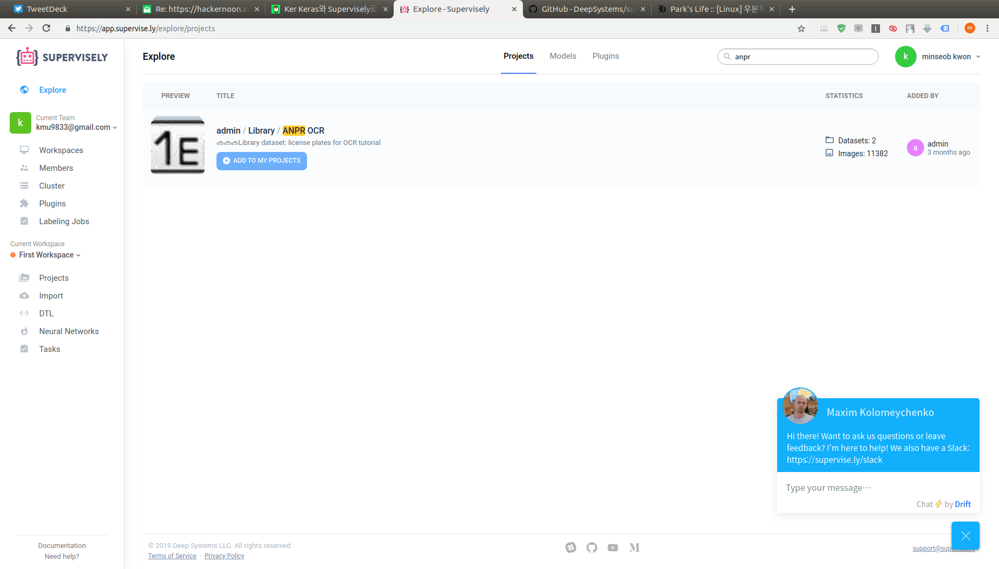 TweetDeck
Re: https://hackernoon.c
Ker Keras와 Supervisely로
Explore - Supervisely
GitHub - DeepSystems/su
Park's Life :: [Linux] 우분투
https://app.supervise.ly/explore/projects
m
SUPERVISELY
Explore
Projects
Models
Plugins
anpr
k
minseob kwon
Explore
k
Current Team
kmu9833@gmail.com
Workspaces
Members
Cluster
Plugins
Labeling Jobs
Current Workspace
First Workspace
Projects
Import
DTL
Neural Networks
Tasks
Documentation
Need help?
PREVIEW
TITLE
STATISTICS
ADDED BY
1E
admin / Library / ANPR OCR
🚗🚗🚗Library dataset: license plates for OCR tutorial
ADD TO MY PROJECTS
Datasets: 2
Images: 11382
a
admin
3 months ago
Maxim Kolomeychenko
Hi there! Want to ask us questions or leave
feedback? I'm here to help! We also have a Slack:
https://supervise.ly/slack
Type your message…
Chat ⚡ by Drift
© 2019 Deep Systems LLC. All rights reserved.
Terms of Service · Privacy Policy
M